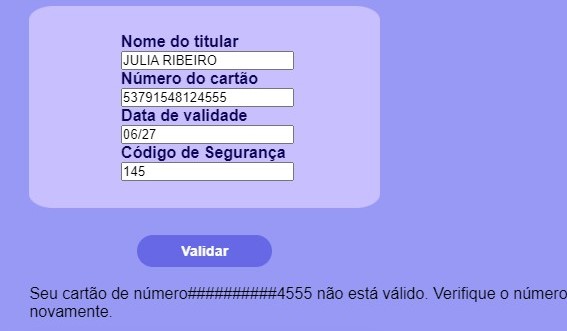 Nome do titular
JULIA RIBEIRO
Número do cartão
53791548124555
Data de validade
06/27
Código de Segurança
145
Validar
Seu cartão de número##########4555 não está válido. Verifique o número
novamente.